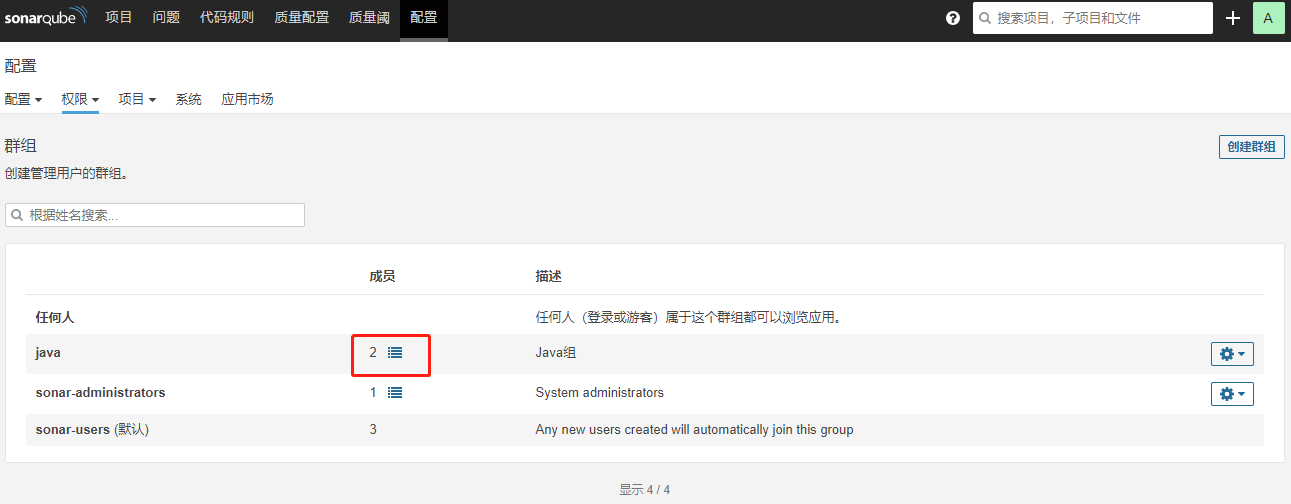 sonarqube 项目 问题 代码规则 质量配置 质量阈 配置 ? 搜索项目，子项目和文件 + A
配置
配置 权限 项目 系统 应用市场
群组 创建群组
创建管理用户的群组。
根据姓名搜索...
成员 描述
任何人 任何人（登录或游客）属于这个群组都可以浏览应用。
java 2 Java组
sonar-administrators 1 System administrators
sonar-users (默认) 3 Any new users created will automatically join this group
显示 4 / 4